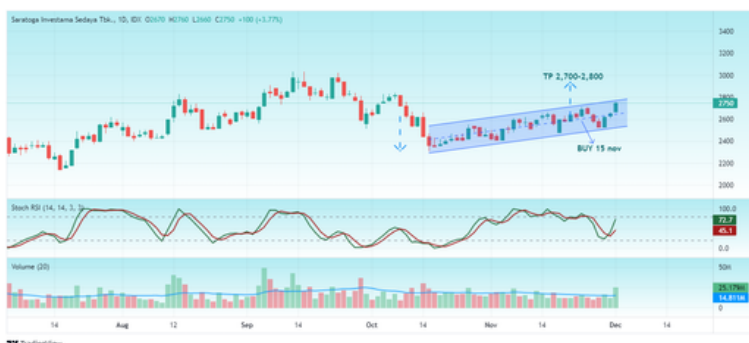 Saratoga Investama Sedaya Tbk., 1D, IDX O2670 H2760 L2660 C2750 +100 (+3.77%)
3400
3200
3000
2750
2600
2400
2200
2000
TP 2,700-2,800
BUY 15 nov
Stoch RSI (14, 14, 3, 3)
100.0
72.7
45.1
0.0
Volume (20)
50M
25.179M
14.811M
14 Aug 12 Sep 14 Oct 14 Nov 14 Dec 14
TradingView